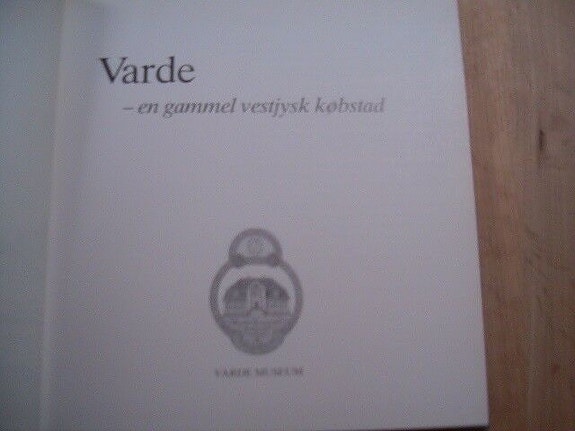 Varde
– en gammel vestjysk købstad
VARDE MUSEUM